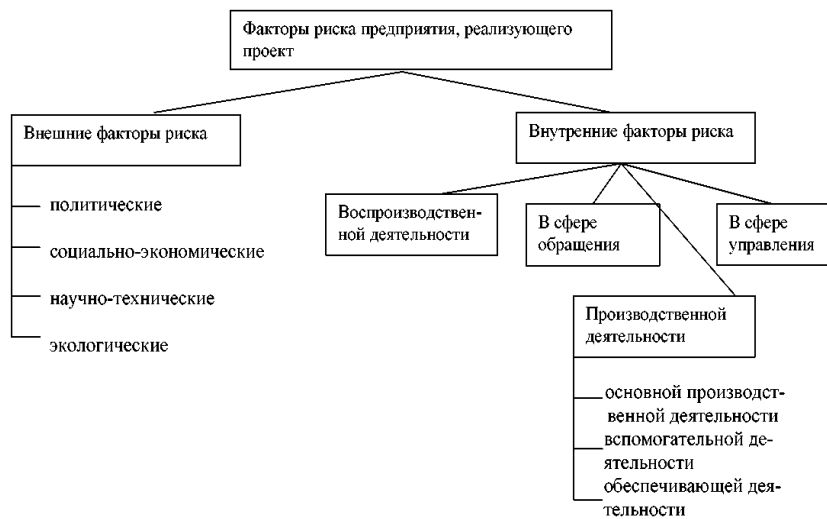 Факторы риска предприятия, реализующего
проект
Внешние факторы риска
политические
социально-экономические
научно-технические
экологические
Внутренние факторы риска
Воспроизводствен-
ной деятельности
В сфере
обращения
В сфере
управления
Производственной
деятельности
основной производст-
венной деятельности
вспомогательной де-
ятельности
обеспечивающей дея-
тельности